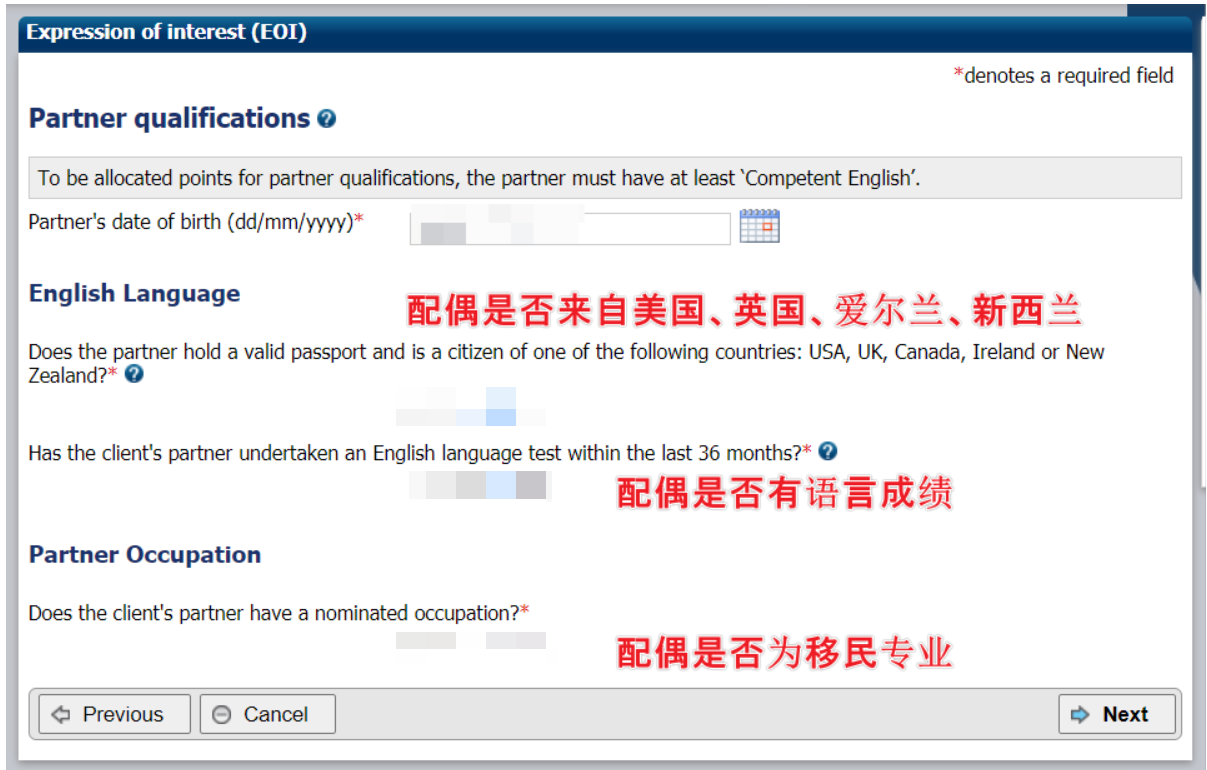 Expression of interest (EOI)
*denotes a required field
Partner qualifications
To be allocated points for partner qualifications, the partner must have at least `Competent English'.
Partner's date of birth (dd/mm/yyyy)*
English Language
配偶是否来自美国、英国、爱尔兰、新西兰
Does the partner hold a valid passport and is a citizen of one of the following countries: USA, UK, Canada, Ireland or New
Zealand?*
Has the client's partner undertaken an English language test within the last 36 months?*
配偶是否有语言成绩
Partner Occupation
Does the client's partner have a nominated occupation?*
配偶是否为移民专业
Previous
Cancel
Next